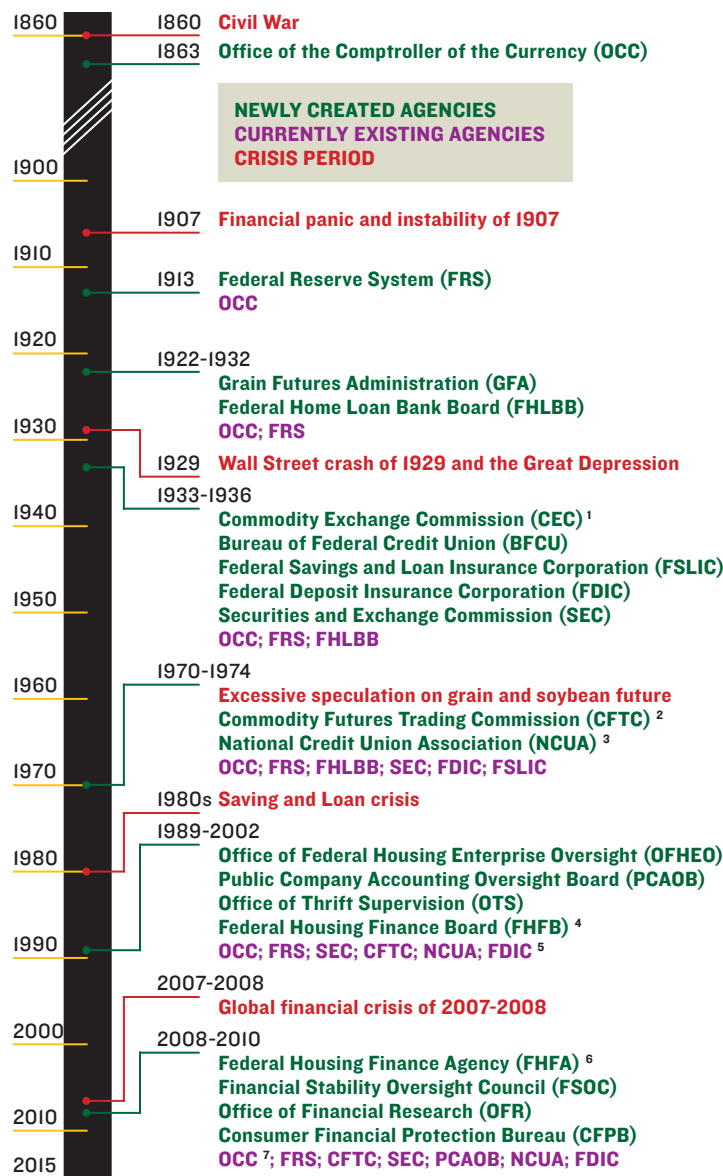 1860
1860 Civil War
1863 Office of the Comptroller of the Currency (OCC)
NEWLY CREATED AGENCIES
CURRENTLY EXISTING AGENCIES
CRISIS PERIOD
1900
1907 Financial panic and instability of 1907
1910
1913 Federal Reserve System (FRS)
OCC
1920
1922-1932
Grain Futures Administration (GFA)
Federal Home Loan Bank Board (FHLBB)
OCC; FRS
1930
1929 Wall Street crash of 1929 and the Great Depression
1933-1936
Commodity Exchange Commission (CEC) 1
1940
Bureau of Federal Credit Union (BFCU)
Federal Savings and Loan Insurance Corporation (FSLIC)
Federal Deposit Insurance Corporation (FDIC)
1950
Securities and Exchange Commission (SEC)
OCC; FRS; FHLBB
1970-1974
1960
Excessive speculation on grain and soybean future
Commodity Futures Trading Commission (CFTC) 2
National Credit Union Association (NCUA) 3
OCC; FRS; FHLBB; SEC; FDIC; FSLIC
1970
1980s Saving and Loan crisis
1989-2002
Office of Federal Housing Enterprise Oversight (OFHEO)
1980
Public Company Accounting Oversight Board (PCAOB)
Office of Thrift Supervision (OTS)
Federal Housing Finance Board (FHFB) 4
OCC; FRS; SEC; CFTC; NCUA; FDIC 5
1990
2007-2008
Global financial crisis of 2007-2008
2000
2008-2010
Federal Housing Finance Agency (FHFA) 6
Financial Stability Oversight Council (FSOC)
Office of Financial Research (OFR)
2010
Consumer Financial Protection Bureau (CFPB)
OCC 7; FRS; CFTC; SEC; PCAOB; NCUA; FDIC
2015